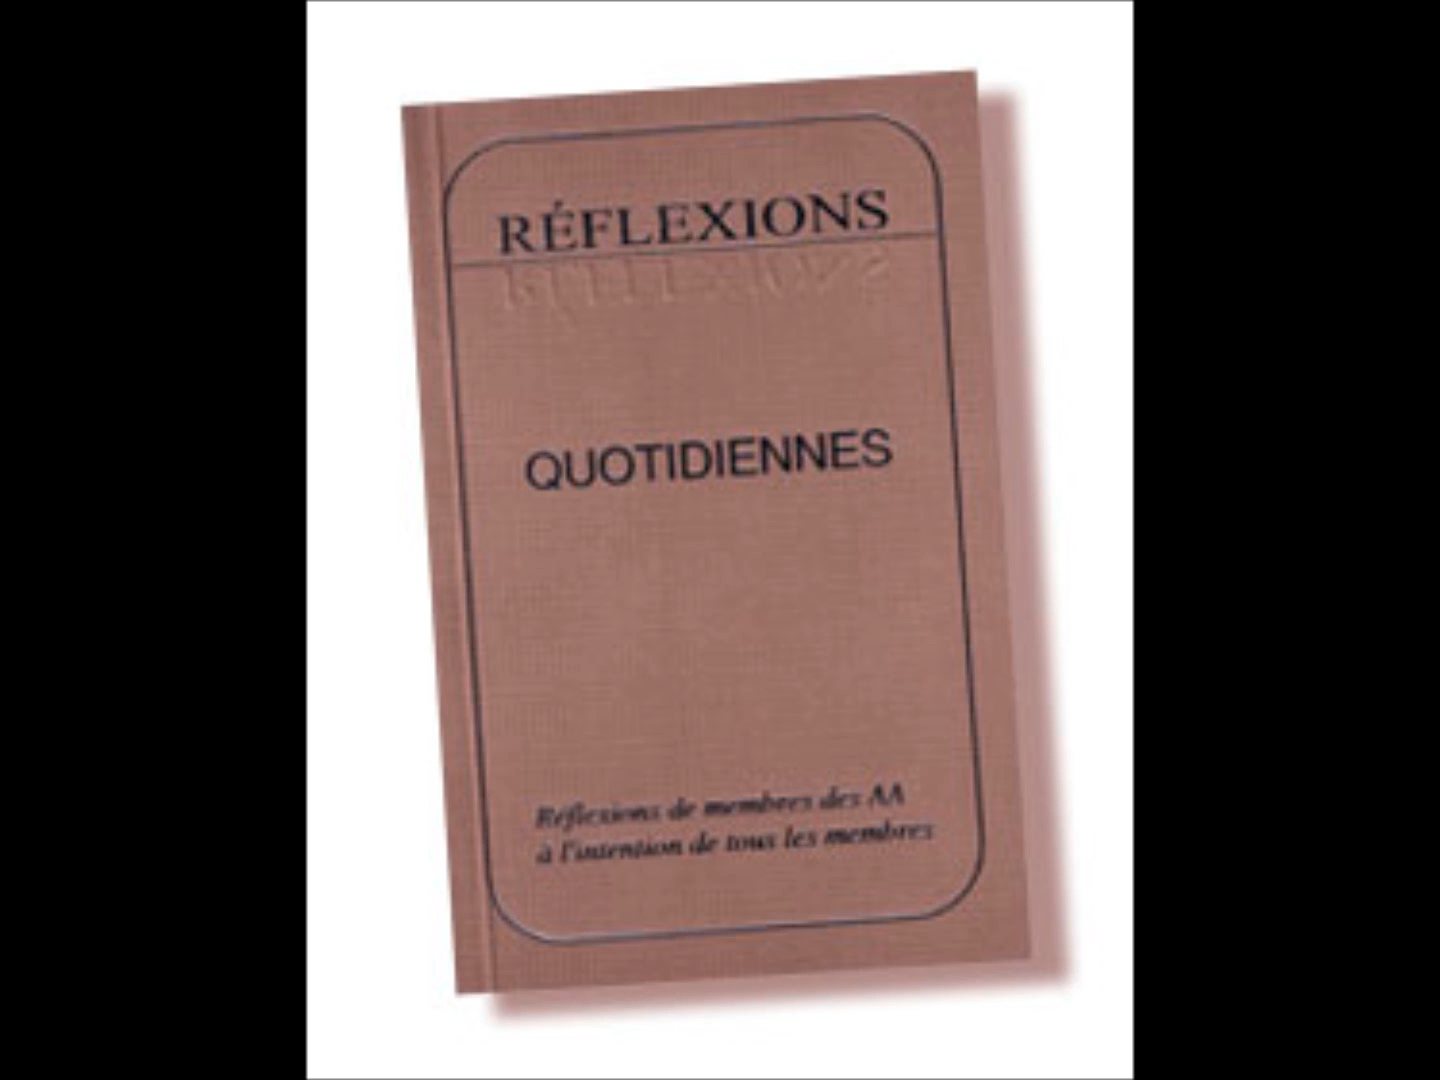 RÉFLEXIONS
QUOTIDIENNES
Réflexions de membres des AA
à l'intention de tous les membres